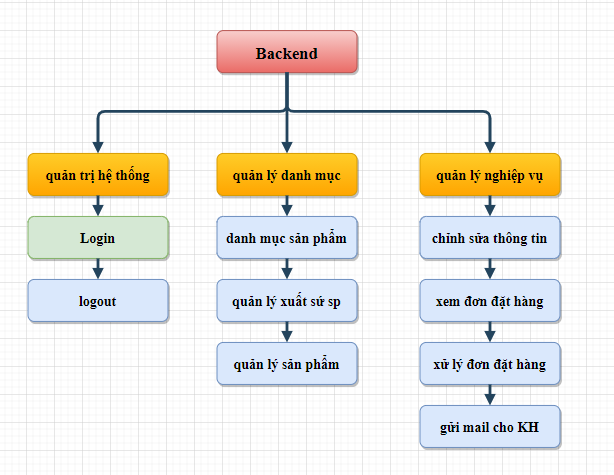 Backend
quản trị hệ thống
quản lý danh mục
quản lý nghiệp vụ
Login
danh mục sản phẩm
chỉnh sửa thông tin
logout
quản lý xuất sứ sp
xem đơn đặt hàng
quản lý sản phẩm
xử lý đơn đặt hàng
gửi mail cho KH